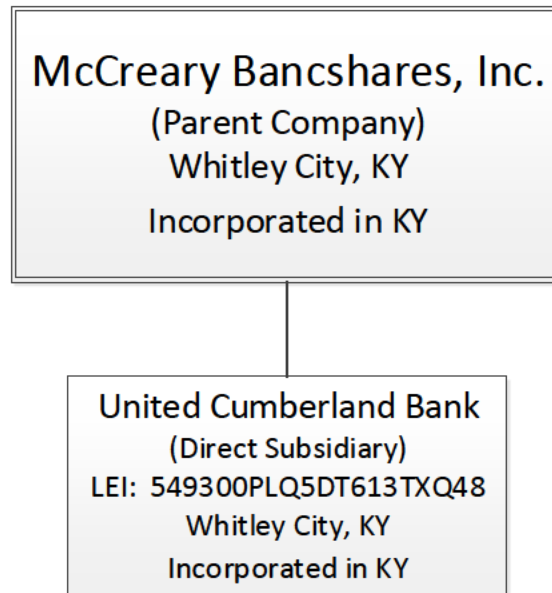 McCreary Bancshares, Inc.
(Parent Company)
Whitley City, KY
Incorporated in KY
United Cumberland Bank
(Direct Subsidiary)
LEI: 549300PLQ5DT613TXQ48
Whitley City, KY
Incorporated in KY